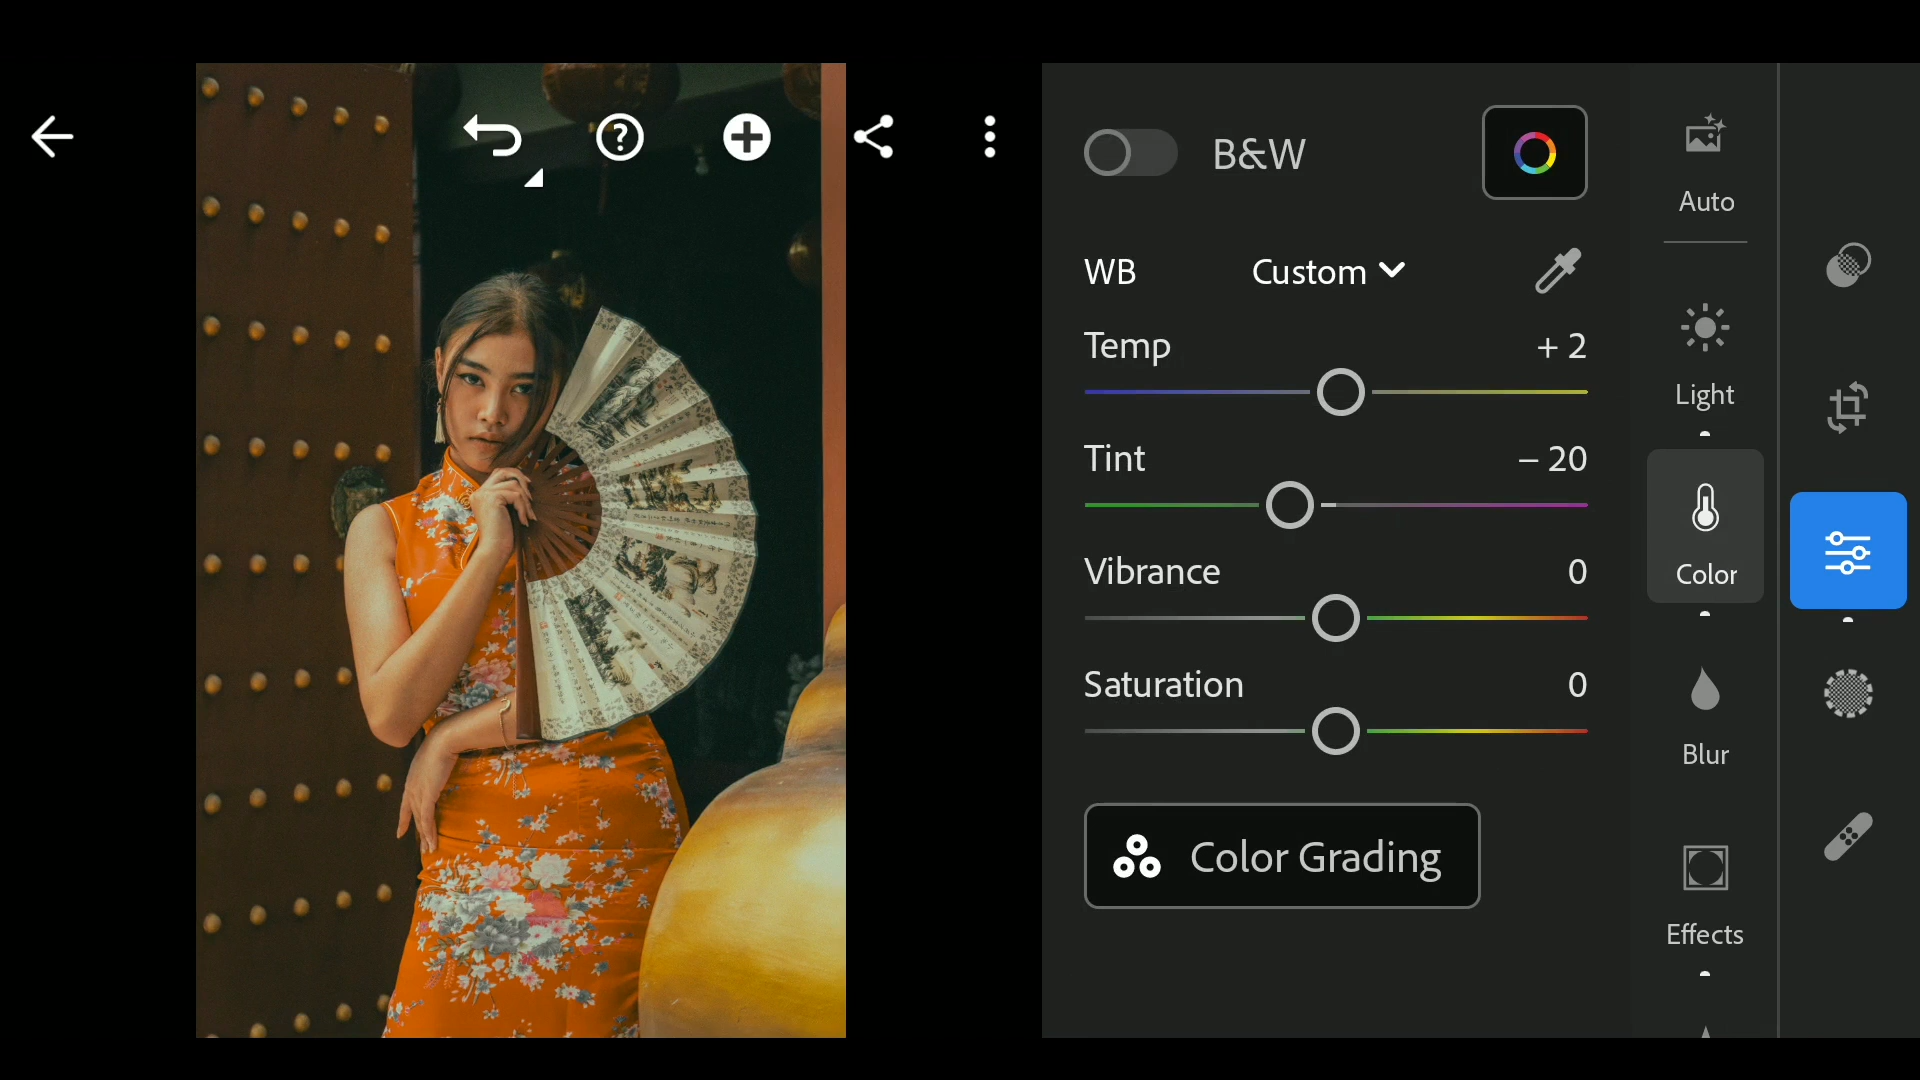 B&W
Auto
WB Custom
Temp + 2
Light
Tint – 20
Color
Vibrance 0
Saturation 0
Blur
Color Grading
Effects